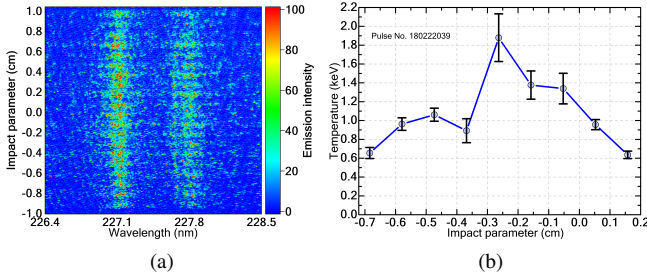 (a)
1.0
0.8
0.6
0.4
0.2
0.0
-0.2
-0.4
-0.6
-0.8
-1.0
Impact parameter (cm)
226.4 227.1 227.8 228.5
Wavelength (nm)
100
80
60
40
20
0
Emission intensity
(a)
(b)
2.2
2.0
1.8
1.6
1.4
1.2
1.0
0.8
0.6
0.4
0.2
0.0
Temperature (keV)
Pulse No. 180222039
-0.7 -0.6 -0.5 -0.4 -0.3 -0.2 -0.1 0.0 0.1 0.2
Impact parameter (cm)
(b)